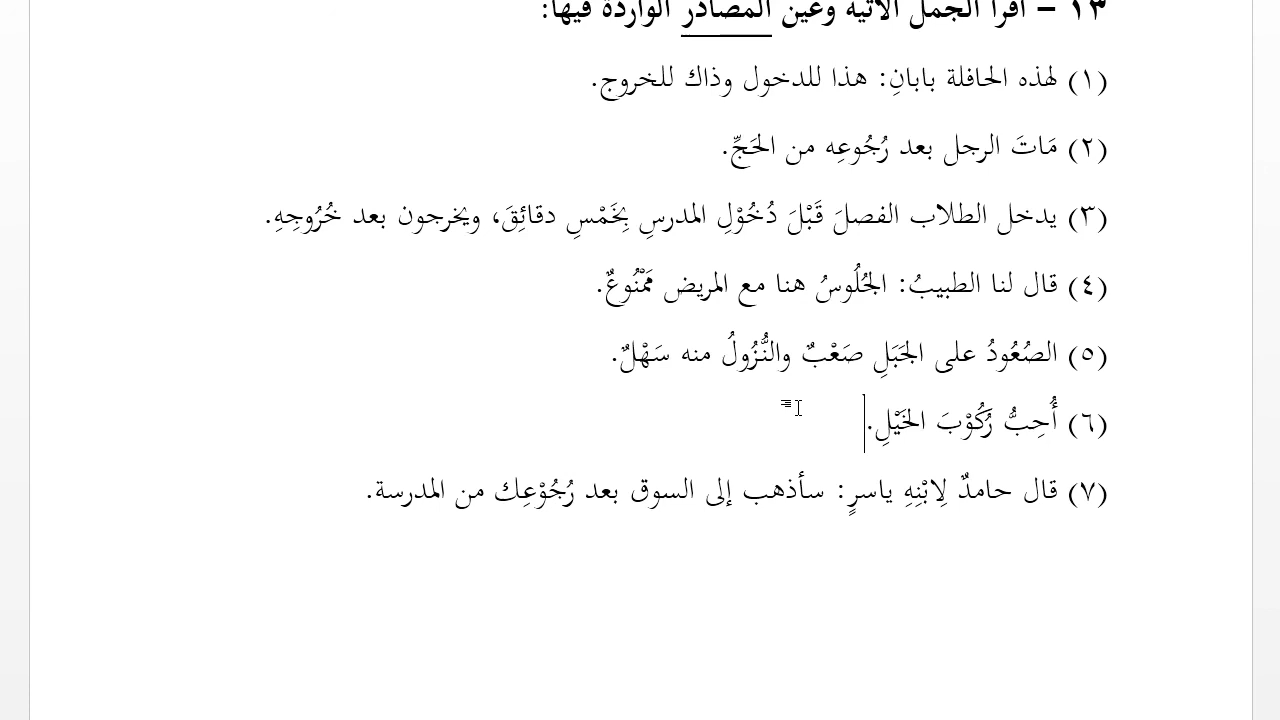 ١٣ – اقرأ الجمل الآتية وعين المصادر الواردة فيها:
(١) لهذه الحافلة بابانِ: هذا للدخول وذاك للخروج.
(٢) مَاتَ الرجل بعد رُجُوعِه من الحَجِّ.
(٣) يدخل الطلاب الفصلَ قَبْلَ دُخُوْلِ المدرسِ بِخَمْسِ دقائِقَ، ويخرجون بعد خُرُوجِهِ.
(٤) قال لنا الطبيبُ: الجُلُوسُ هنا مع المريض مَمْنُوعٌ.
(٥) الصُعُودُ على الجَبَلِ صَعْبٌ والنُّزُولُ منه سَهْلٌ.
(٦) أُحِبُّ رُكُوْبَ الخَيْلِ.
(٧) قال حامدٌ لِابْنِهِ ياسرٍ: سأذهب إلى السوق بعد رُجُوْعِك من المدرسة.